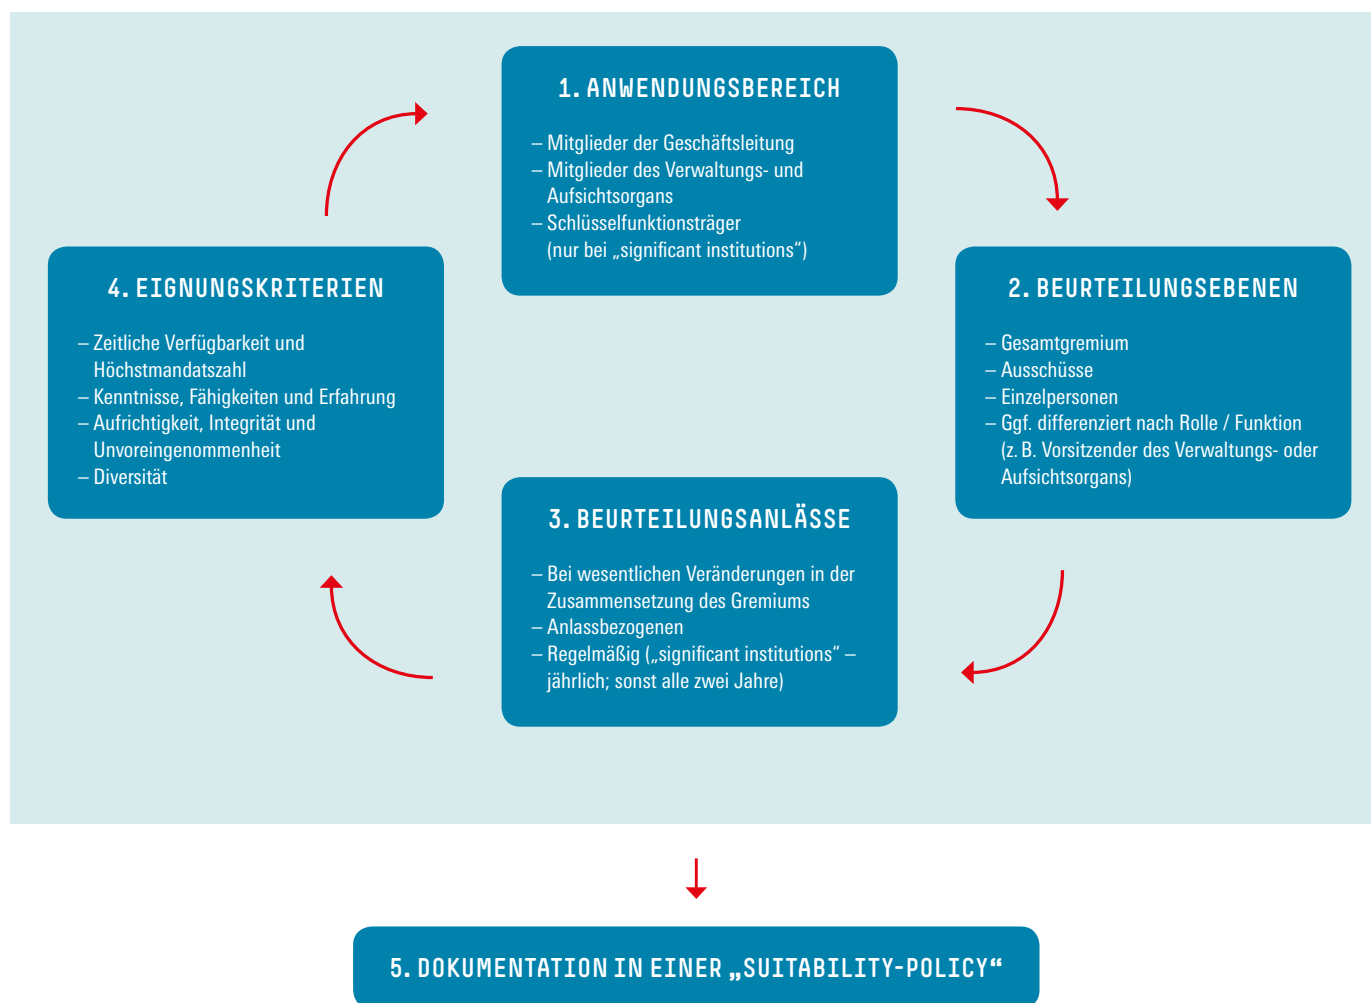 1. ANWENDUNGSBEREICH
– Mitglieder der Geschäftsleitung
– Mitglieder des Verwaltungs- und
Aufsichtsorgans
– Schlüsselfunktionsträger
(nur bei „significant institutions“)
2. BEURTEILUNGSEBENEN
– Gesamtgremium
– Ausschüsse
– Einzelpersonen
– Ggf. differenziert nach Rolle / Funktion
(z. B. Vorsitzender des Verwaltungs- oder
Aufsichtsorgans)
3. BEURTEILUNGSANLÄSSE
– Bei wesentlichen Veränderungen in der
Zusammensetzung des Gremiums
– Anlassbezogenen
– Regelmäßig („significant institutions“ –
jährlich; sonst alle zwei Jahre)
4. EIGNUNGSKRITERIEN
– Zeitliche Verfügbarkeit und
Höchstmandatszahl
– Kenntnisse, Fähigkeiten und Erfahrung
– Aufrichtigkeit, Integrität und
Unvoreingenommenheit
– Diversität
5. DOKUMENTATION IN EINER „SUITABILITY-POLICY“